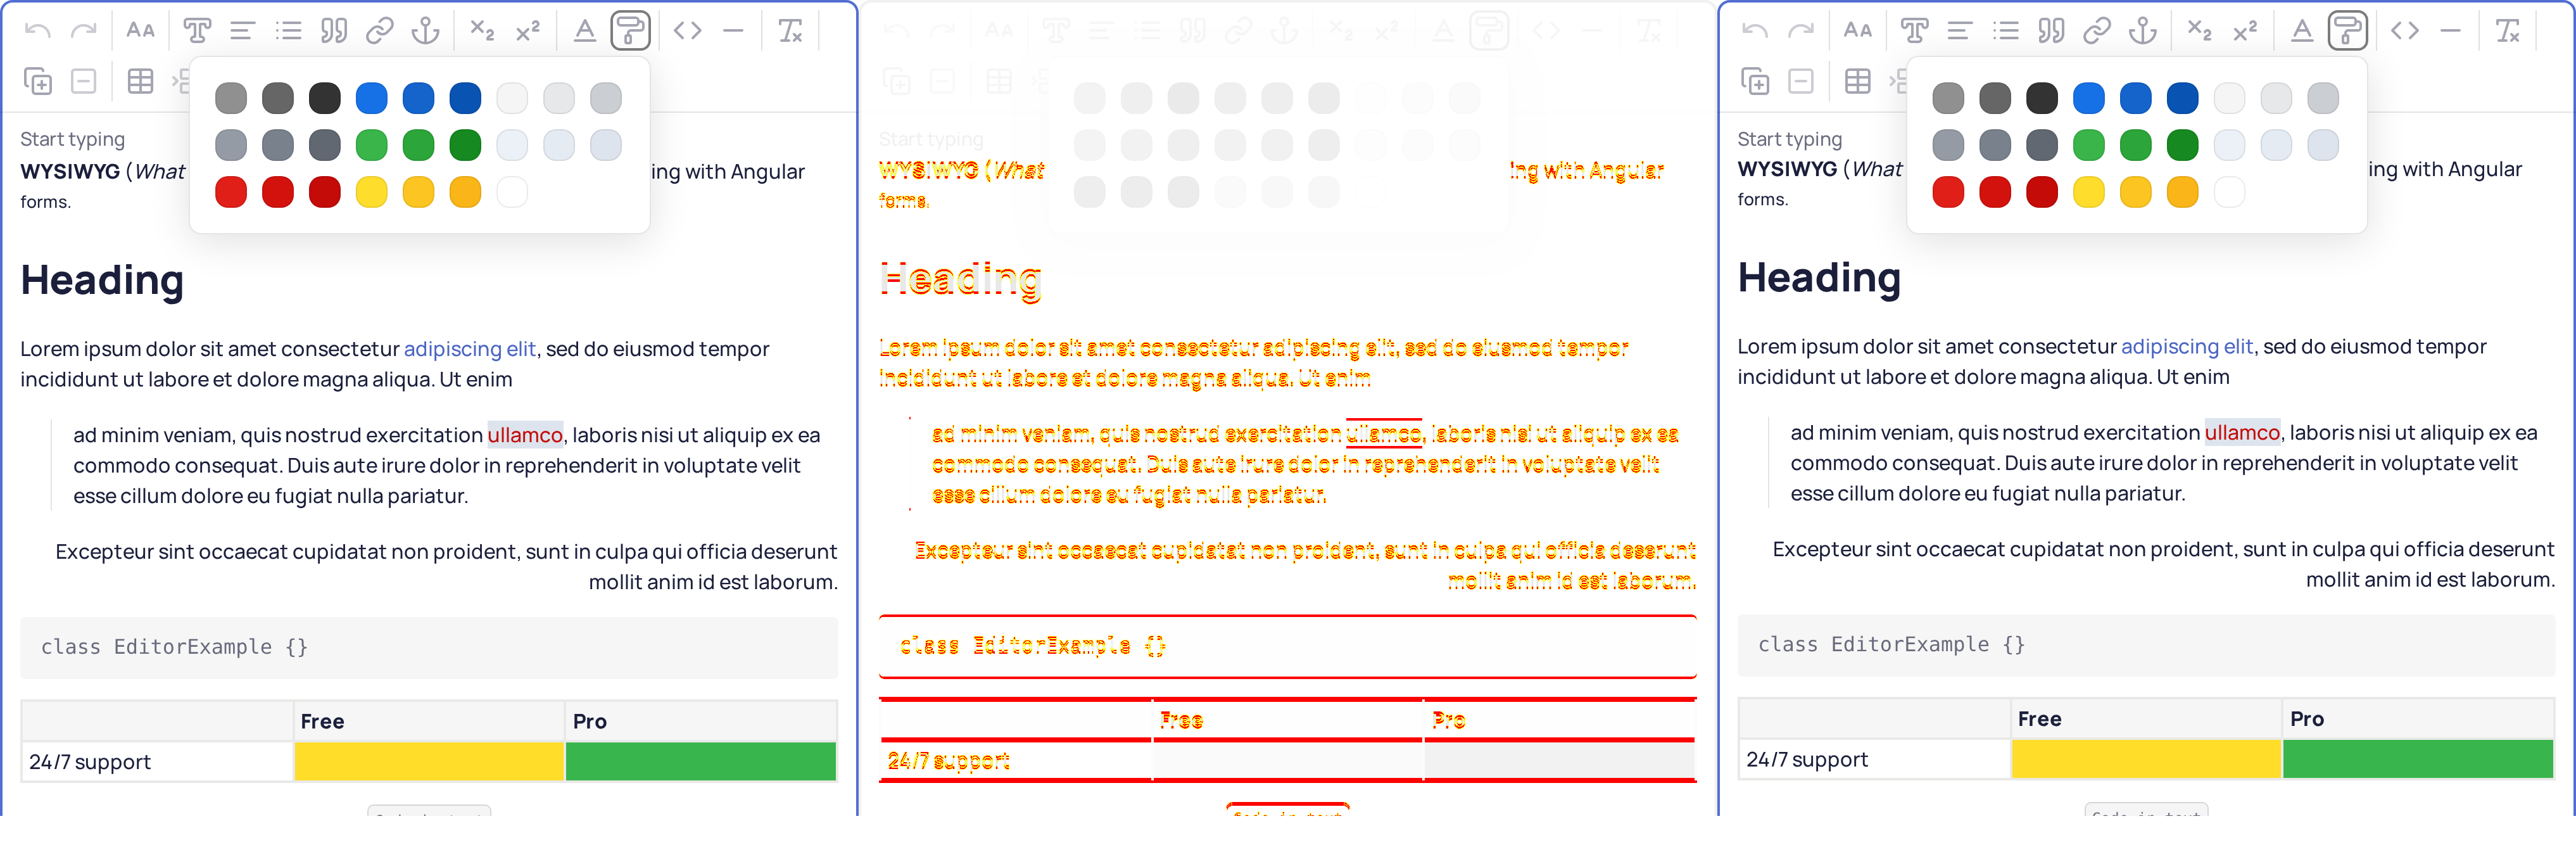 AA T 99 X₂ X² A <> Tx
Start typing
WYSIWYG (What
ing with Angular
forms.
Heading
Lorem ipsum dolor sit amet consectetur adipiscing elit, sed do eiusmod tempor
incididunt ut labore et dolore magna aliqua. Ut enim
ad minim veniam, quis nostrud exercitation ullamco, laboris nisi ut aliquip ex ea
commodo consequat. Duis aute irure dolor in reprehenderit in voluptate velit
esse cillum dolore eu fugiat nulla pariatur.
Excepteur sint occaecat cupidatat non proident, sunt in culpa qui officia deserunt
mollit anim id est laborum.
class EditorExample {}
Free Pro
24/7 support
Start typing
WYSIWYG (What
ing with Angular
forms.
Heading
Lorem ipsum dolor sit amet consectetur adipiscing elit, sed do eiusmod tempor
incididunt ut labore et dolore magna aliqua. Ut enim
ad minim veniam, quis nostrud exercitation ullamco, laboris nisi ut aliquip ex ea
commodo consequat. Duis aute irure dolor in reprehenderit in voluptate velit
esse cillum dolore eu fugiat nulla pariatur.
Excepteur sint occaecat cupidatat non proident, sunt in culpa qui officia deserunt
mollit anim id est laborum.
class EditorExample {}
Free Pro
24/7 support
AA T 99 X₂ X² A <> Tx
Start typing
WYSIWYG (What
ing with Angular
forms.
Heading
Lorem ipsum dolor sit amet consectetur adipiscing elit, sed do eiusmod tempor
incididunt ut labore et dolore magna aliqua. Ut enim
ad minim veniam, quis nostrud exercitation ullamco, laboris nisi ut aliquip ex ea
commodo consequat. Duis aute irure dolor in reprehenderit in voluptate velit
esse cillum dolore eu fugiat nulla pariatur.
Excepteur sint occaecat cupidatat non proident, sunt in culpa qui officia deserunt
mollit anim id est laborum.
class EditorExample {}
Free Pro
24/7 support
Code in text